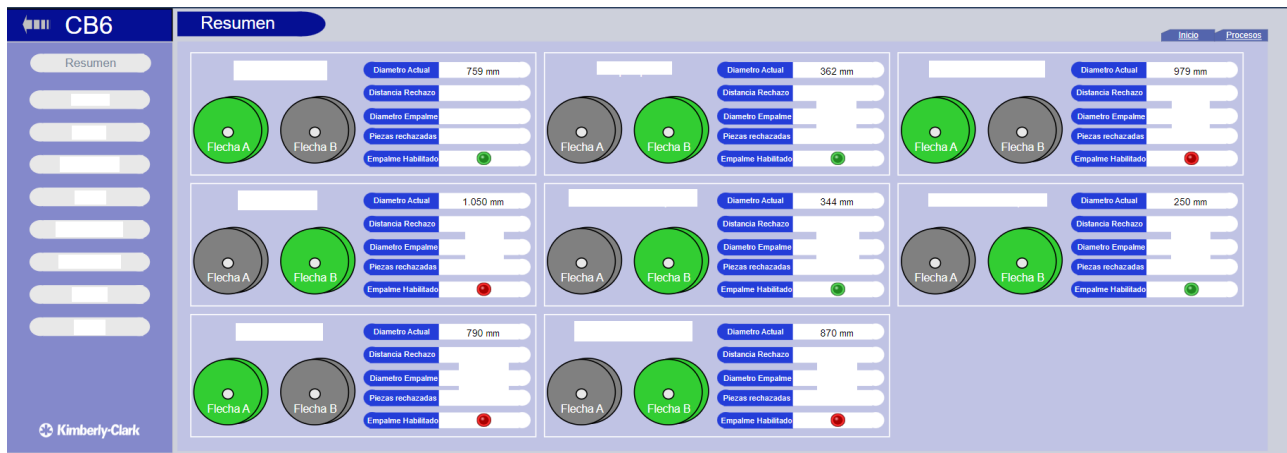 CB6
Resumen
Inicio
Procesos
Resumen
Diametro Actual 759 mm
Distancia Rechazo
Diametro Empalme
Piezas rechazadas
Empalme Habilitado
Flecha A
Flecha B
Diametro Actual 362 mm
Distancia Rechazo
Diametro Empalme
Piezas rechazadas
Empalme Habilitado
Flecha A
Flecha B
Diametro Actual 979 mm
Distancia Rechazo
Diametro Empalme
Piezas rechazadas
Empalme Habilitado
Flecha A
Flecha B
Diametro Actual 1.050 mm
Distancia Rechazo
Diametro Empalme
Piezas rechazadas
Empalme Habilitado
Flecha A
Flecha B
Diametro Actual 344 mm
Distancia Rechazo
Diametro Empalme
Piezas rechazadas
Empalme Habilitado
Flecha A
Flecha B
Diametro Actual 250 mm
Distancia Rechazo
Diametro Empalme
Piezas rechazadas
Empalme Habilitado
Flecha A
Flecha B
Diametro Actual 790 mm
Distancia Rechazo
Diametro Empalme
Piezas rechazadas
Empalme Habilitado
Flecha A
Flecha B
Diametro Actual 870 mm
Distancia Rechazo
Diametro Empalme
Piezas rechazadas
Empalme Habilitado
Flecha A
Flecha B
Kimberly-Clark